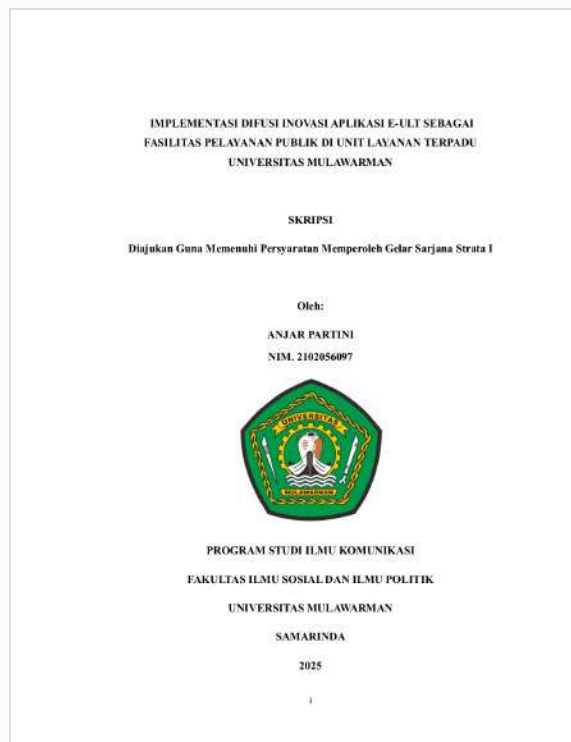 IMPLEMENTASI DIFUSI INOVASI APLIKASI E-ULT SEBAGAI
FASILITAS PELAYANAN PUBLIK DI UNIT LAYANAN TERPADU
UNIVERSITAS MULAWARMAN
SKRIPSI
Diajukan Guna Memenuhi Persyaratan Memperoleh Gelar Sarjana Strata I
Oleh:
ANJAR PARTINI
NIM. 2102056097
UNIVERSITAS
MULAWARMAN
PROGRAM STUDI ILMU KOMUNIKASI
FAKULTAS ILMU SOSIAL DAN ILMU POLITIK
UNIVERSITAS MULAWARMAN
SAMARINDA
2025
i